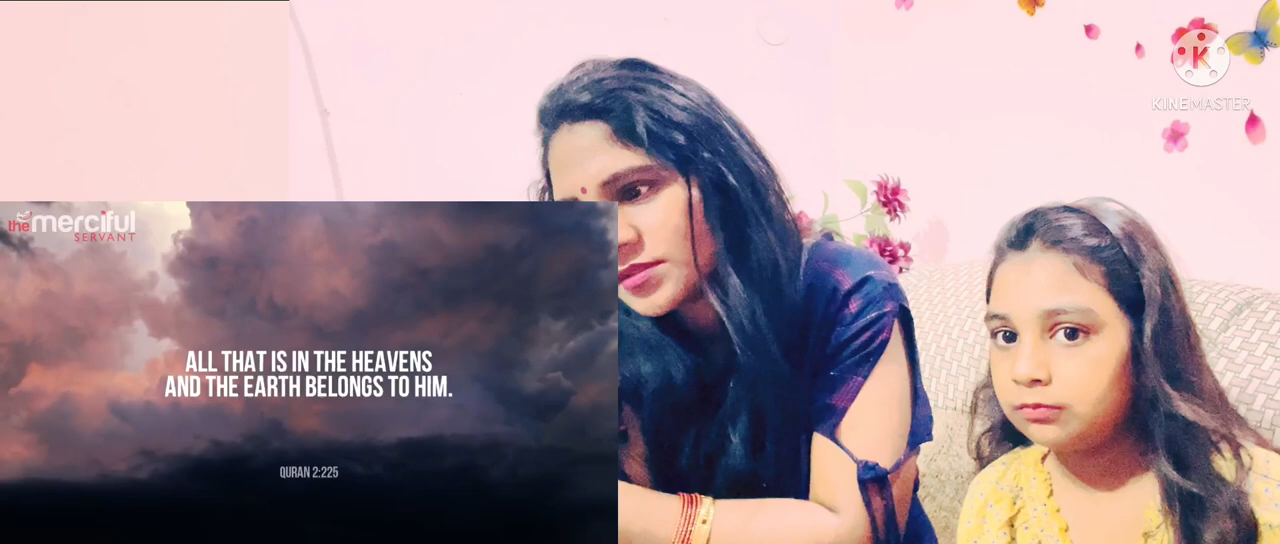 KINEMASTER
the merciful
SERVANT
ALL THAT IS IN THE HEAVENS
AND THE EARTH BELONGS TO HIM.
QURAN 2:225